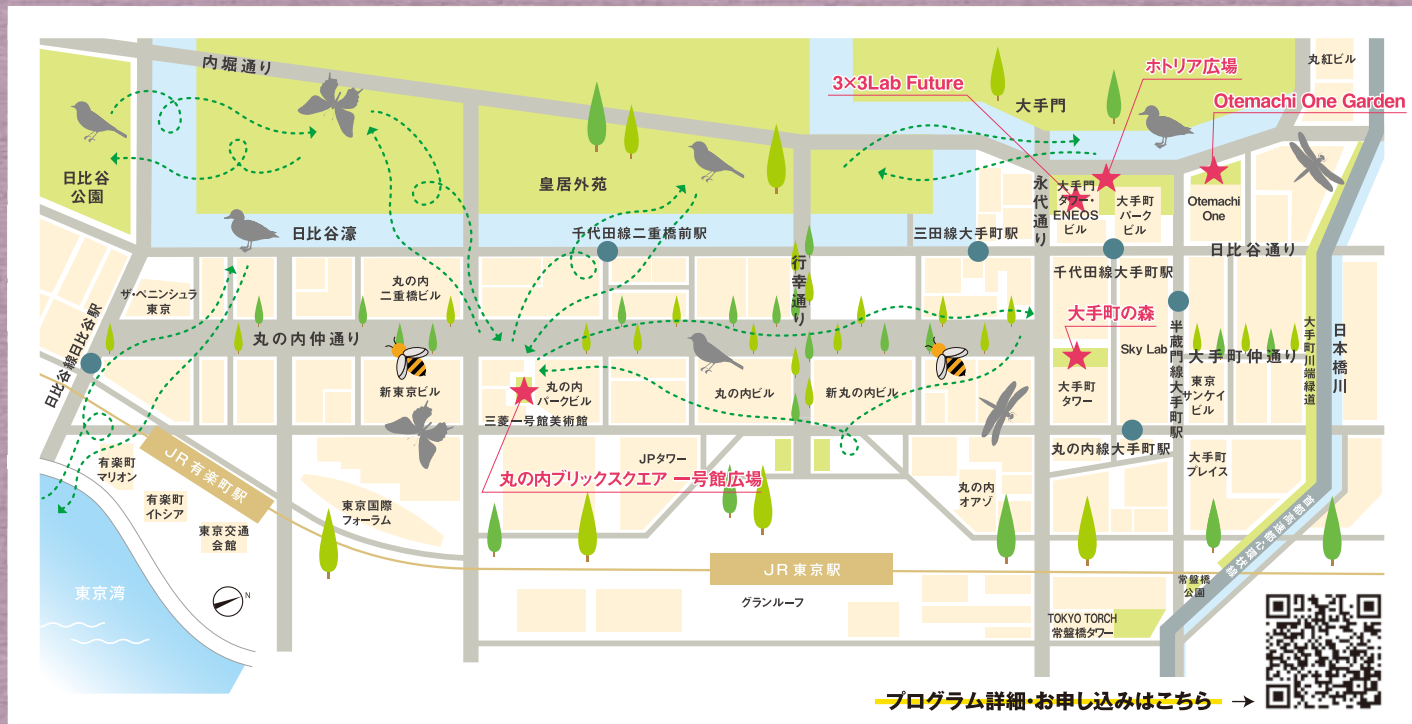 内堀通り
日比谷
公園
皇居外苑
日比谷濠
千代田線二重橋前駅
3×3Lab Future
大手門
ホトリア広場
Otemachi One Garden
丸紅ビル
永代通り
大手門
タワー・
ENEOS
ビル
大手町
パーク
ビル
Otemachi
One
三田線大手町駅
千代田線大手町駅
日比谷通り
行幸通り
ザ・ペニンシュラ
東京
丸の内
二重橋ビル
日比谷線日比谷駅
丸の内仲通り
新東京ビル
丸の内
パークビル
三菱一号館美術館
丸の内ビル
新丸の内ビル
大手町の森
大手町
タワー
Sky Lab
半蔵門線大手町駅
大手町仲通り
東京
サンケイ
ビル
大手町川端緑道
日本橋川
丸の内線大手町駅
大手町
プレイス
有楽町
マリオン
JR有楽町駅
有楽町
イトシア
東京交通
会館
東京国際
フォーラム
丸の内ブリックスクエア 一号館広場
JPタワー
丸の内
オアゾ
首都高速都心環状線
JR東京駅
グランルーフ
常盤橋
公園
TOKYO TORCH
常盤橋タワー
東京湾
N
プログラム詳細・お申し込みはこちら →